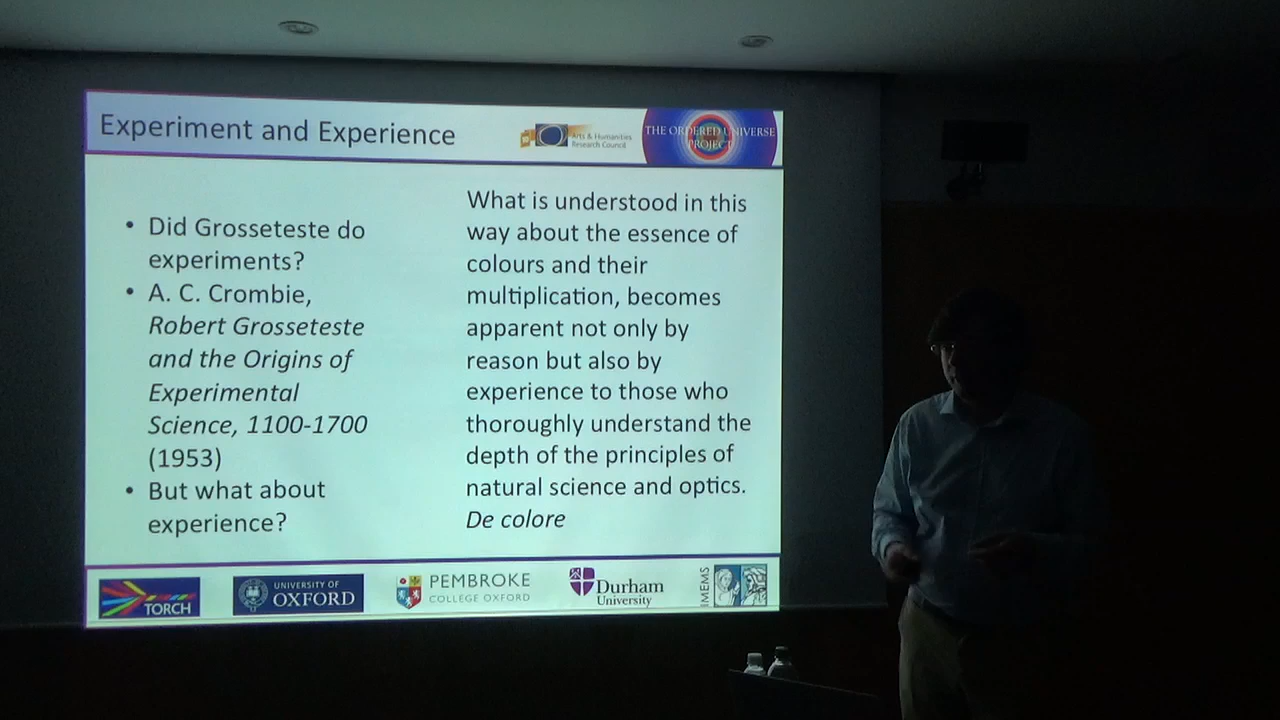 Experiment and Experience
Arts & Humanities
Research Council
THE ORDERED UNIVERSE
PROJECT
• Did Grosseteste do
experiments?
• A. C. Crombie,
Robert Grosseteste
and the Origins of
Experimental
Science, 1100-1700
(1953)
• But what about
experience?
What is understood in this
way about the essence of
colours and their
multiplication, becomes
apparent not only by
reason but also by
experience to those who
thoroughly understand the
depth of the principles of
natural science and optics.
De colore
TORCH
UNIVERSITY OF
OXFORD
PEMBROKE
COLLEGE OXFORD
Durham
University
IMEMS